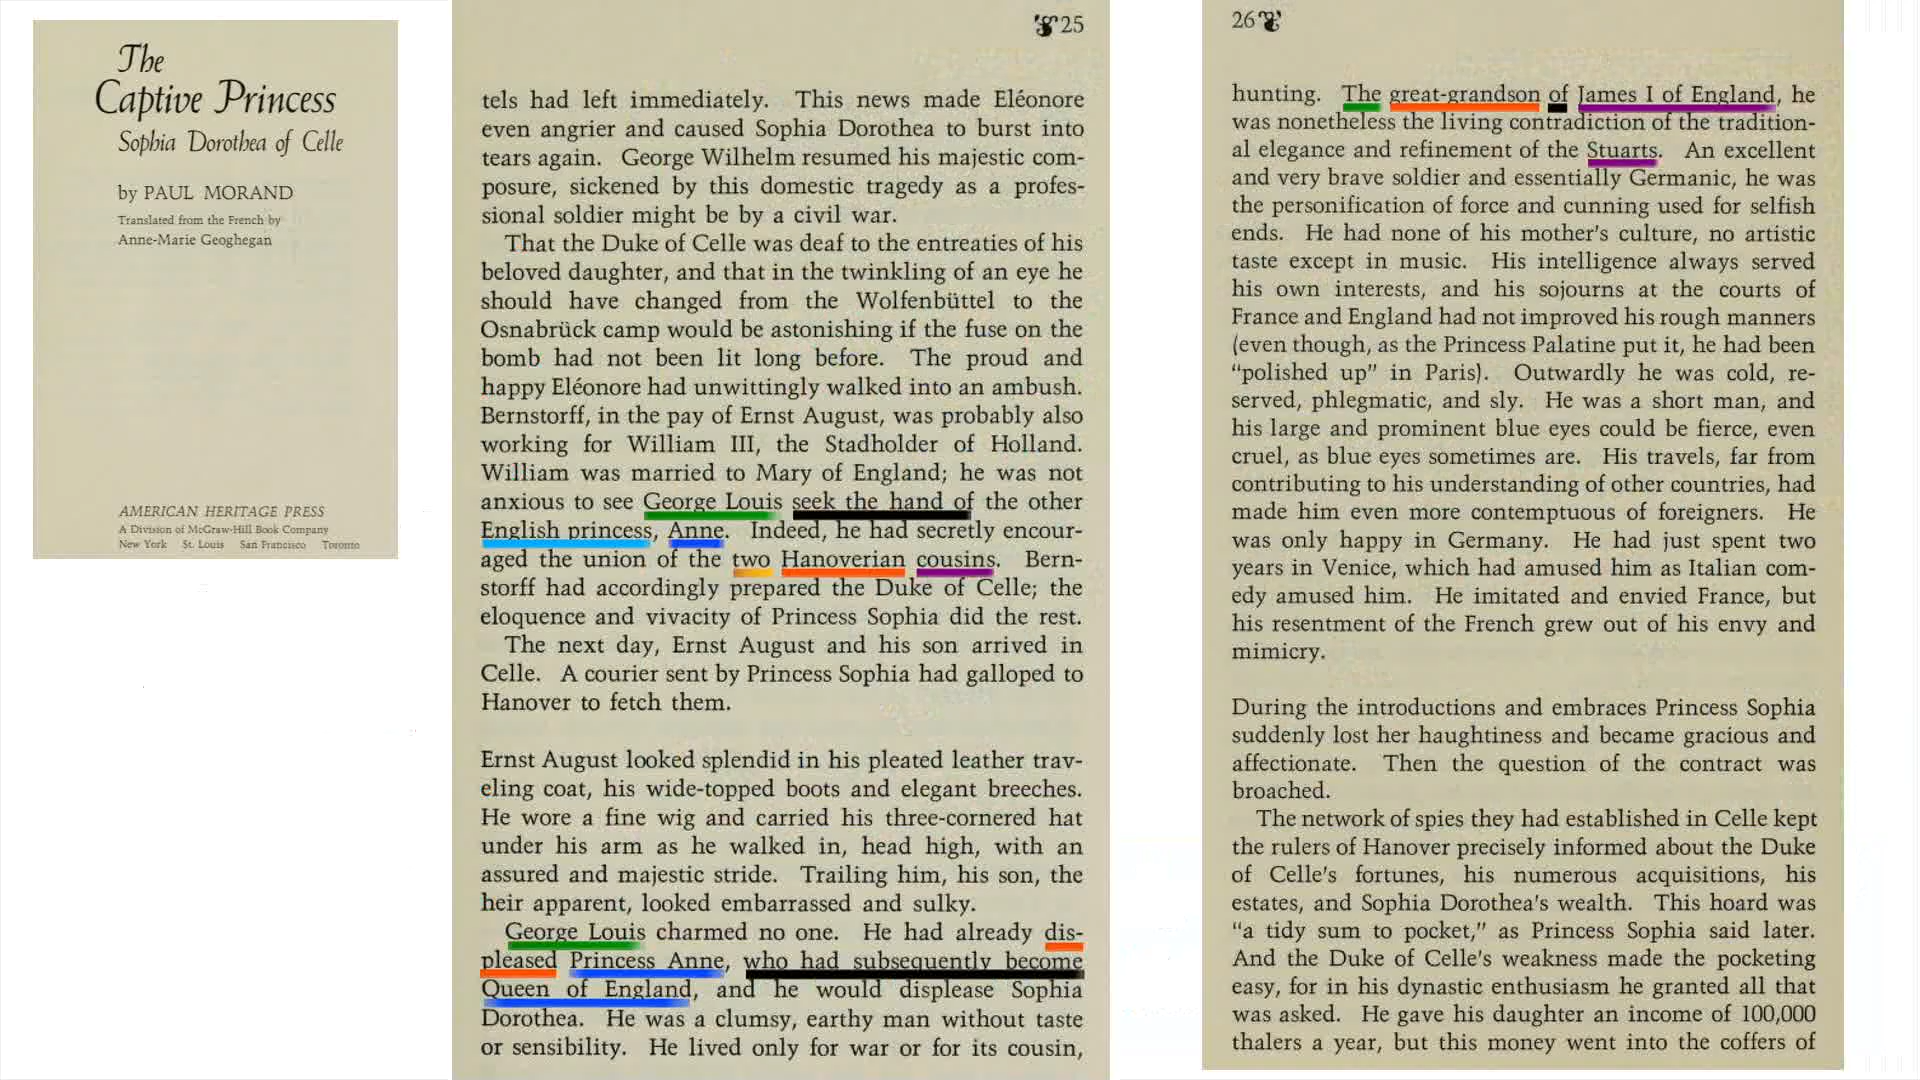 The
Captive Princess
Sophia Dorothea of Celle
by PAUL MORAND
Translated from the French by
Anne-Marie Geoghegan
AMERICAN HERITAGE PRESS
A Division of McGraw-Hill Book Company
New York St. Louis San Francisco Toronto
25
tels had left immediately. This news made Eléonore
even angrier and caused Sophia Dorothea to burst into
tears again. George Wilhelm resumed his majestic com-
posure, sickened by this domestic tragedy as a profes-
sional soldier might be by a civil war.
That the Duke of Celle was deaf to the entreaties of his
beloved daughter, and that in the twinkling of an eye he
should have changed from the Wolfenbüttel to the
Osnabrück camp would be astonishing if the fuse on the
bomb had not been lit long before. The proud and
happy Eléonore had unwittingly walked into an ambush.
Bernstorff, in the pay of Ernst August, was probably also
working for William III, the Stadholder of Holland.
William was married to Mary of England; he was not
anxious to see George Louis seek the hand of the other
English princess, Anne. Indeed, he had secretly encour-
aged the union of the two Hanoverian cousins. Bern-
storff had accordingly prepared the Duke of Celle; the
eloquence and vivacity of Princess Sophia did the rest.
The next day, Ernst August and his son arrived in
Celle. A courier sent by Princess Sophia had galloped to
Hanover to fetch them.
Ernst August looked splendid in his pleated leather trav-
eling coat, his wide-topped boots and elegant breeches.
He wore a fine wig and carried his three-cornered hat
under his arm as he walked in, head high, with an
assured and majestic stride. Trailing him, his son, the
heir apparent, looked embarrassed and sulky.
George Louis charmed no one. He had already dis-
pleased Princess Anne, who had subsequently become
Queen of England, and he would displease Sophia
Dorothea. He was a clumsy, earthy man without taste
or sensibility. He lived only for war or for its cousin,
26
hunting. The great-grandson of James I of England, he
was nonetheless the living contradiction of the tradition-
al elegance and refinement of the Stuarts. An excellent
and very brave soldier and essentially Germanic, he was
the personification of force and cunning used for selfish
ends. He had none of his mother's culture, no artistic
taste except in music. His intelligence always served
his own interests, and his sojourns at the courts of
France and England had not improved his rough manners
(even though, as the Princess Palatine put it, he had been
"polished up" in Paris). Outwardly he was cold, re-
served, phlegmatic, and sly. He was a short man, and
his large and prominent blue eyes could be fierce, even
cruel, as blue eyes sometimes are. His travels, far from
contributing to his understanding of other countries, had
made him even more contemptuous of foreigners. He
was only happy in Germany. He had just spent two
years in Venice, which had amused him as Italian com-
edy amused him. He imitated and envied France, but
his resentment of the French grew out of his envy and
mimicry.
During the introductions and embraces Princess Sophia
suddenly lost her haughtiness and became gracious and
affectionate. Then the question of the contract was
broached.
The network of spies they had established in Celle kept
the rulers of Hanover precisely informed about the Duke
of Celle's fortunes, his numerous acquisitions, his
estates, and Sophia Dorothea's wealth. This hoard was
"a tidy sum to pocket," as Princess Sophia said later.
And the Duke of Celle's weakness made the pocketing
easy, for in his dynastic enthusiasm he granted all that
was asked. He gave his daughter an income of 100,000
thalers a year, but this money went into the coffers of